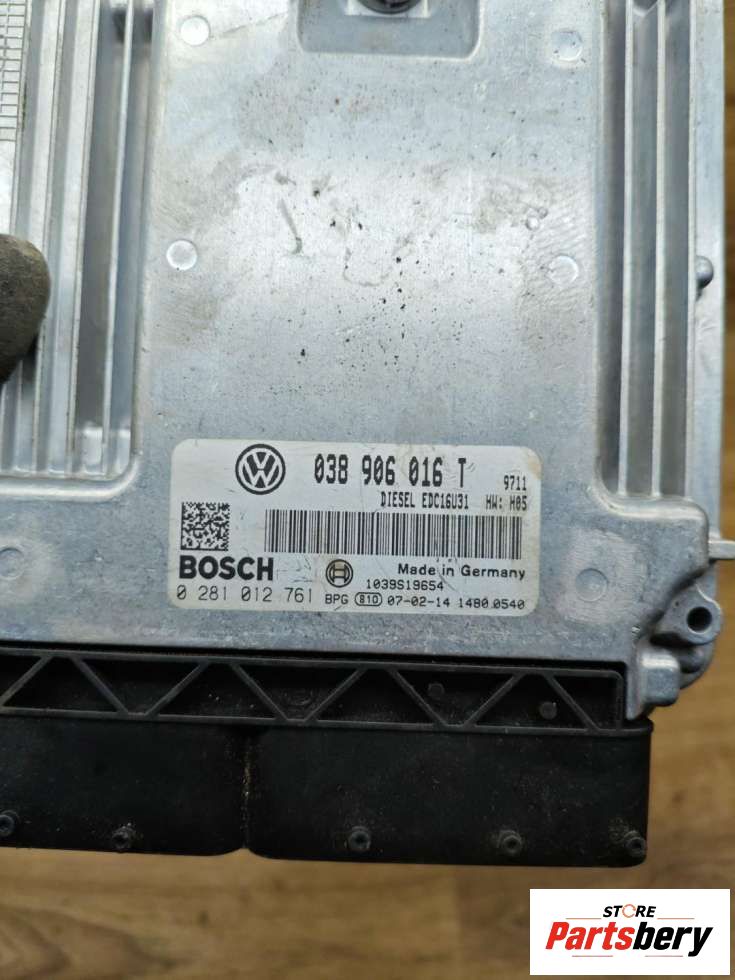 038 906 016 T 9711
DIESEL EDC16U31 HW: H05
BOSCH Made in Germany
1039S19654
0 281 012 761 BPG 810 07-02-14 1480.0540
STORE
Partsbery